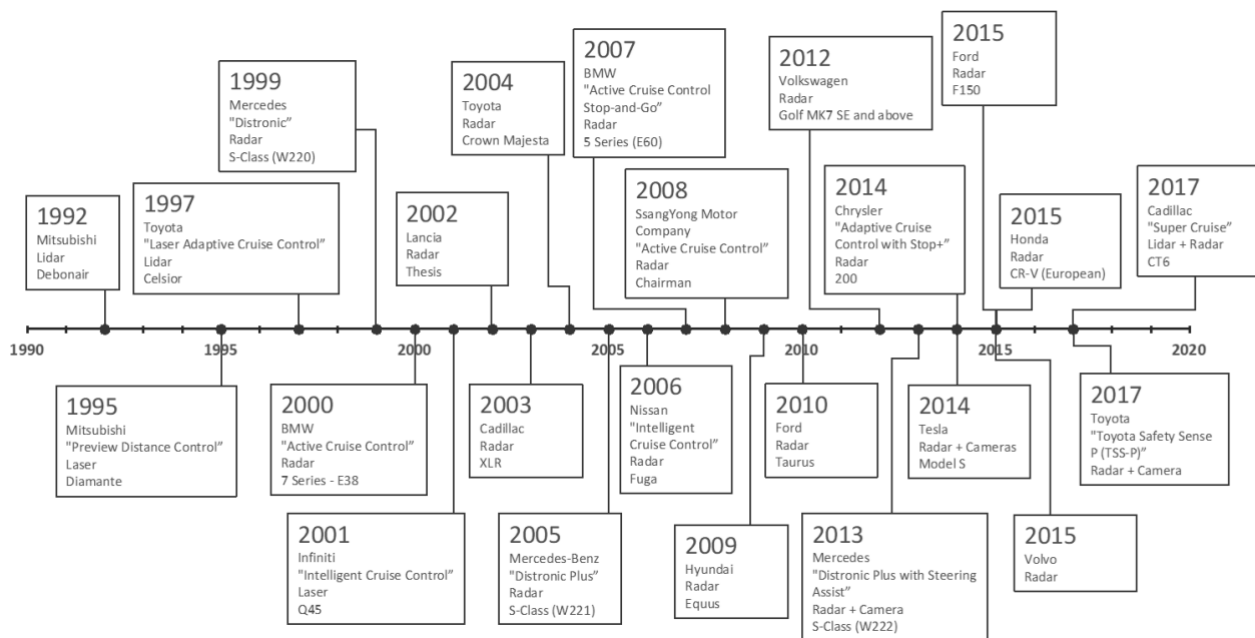 1992
Mitsubishi
Lidar
Debonair
1997
Toyota
"Laser Adaptive Cruise Control”
Lidar
Celsior
1999
Mercedes
"Distronic”
Radar
S-Class (W220)
2002
Lancia
Radar
Thesis
2004
Toyota
Radar
Crown Majesta
2007
BMW
"Active Cruise Control
Stop-and-Go”
Radar
5 Series (E60)
2008
SsangYong Motor
Company
"Active Cruise Control”
Radar
Chairman
2012
Volkswagen
Radar
Golf MK7 SE and above
2014
Chrysler
"Adaptive Cruise
Control with Stop+”
Radar
200
2015
Ford
Radar
F150
2015
Honda
Radar
CR-V (European)
2017
Cadillac
"Super Cruise”
Lidar + Radar
CT6
1990 1995 2000 2005 2010 2015 2020
1995
Mitsubishi
"Preview Distance Control”
Laser
Diamante
2000
BMW
"Active Cruise Control”
Radar
7 Series - E38
2001
Infiniti
"Intelligent Cruise Control”
Laser
Q45
2003
Cadillac
Radar
XLR
2005
Mercedes-Benz
"Distronic Plus”
Radar
S-Class (W221)
2006
Nissan
"Intelligent
Cruise Control”
Radar
Fuga
2009
Hyundai
Radar
Equus
2010
Ford
Radar
Taurus
2013
Mercedes
"Distronic Plus with Steering
Assist”
Radar + Camera
S-Class (W222)
2014
Tesla
Radar + Cameras
Model S
2015
Volvo
Radar
2017
Toyota
"Toyota Safety Sense
P (TSS-P)”
Radar + Camera